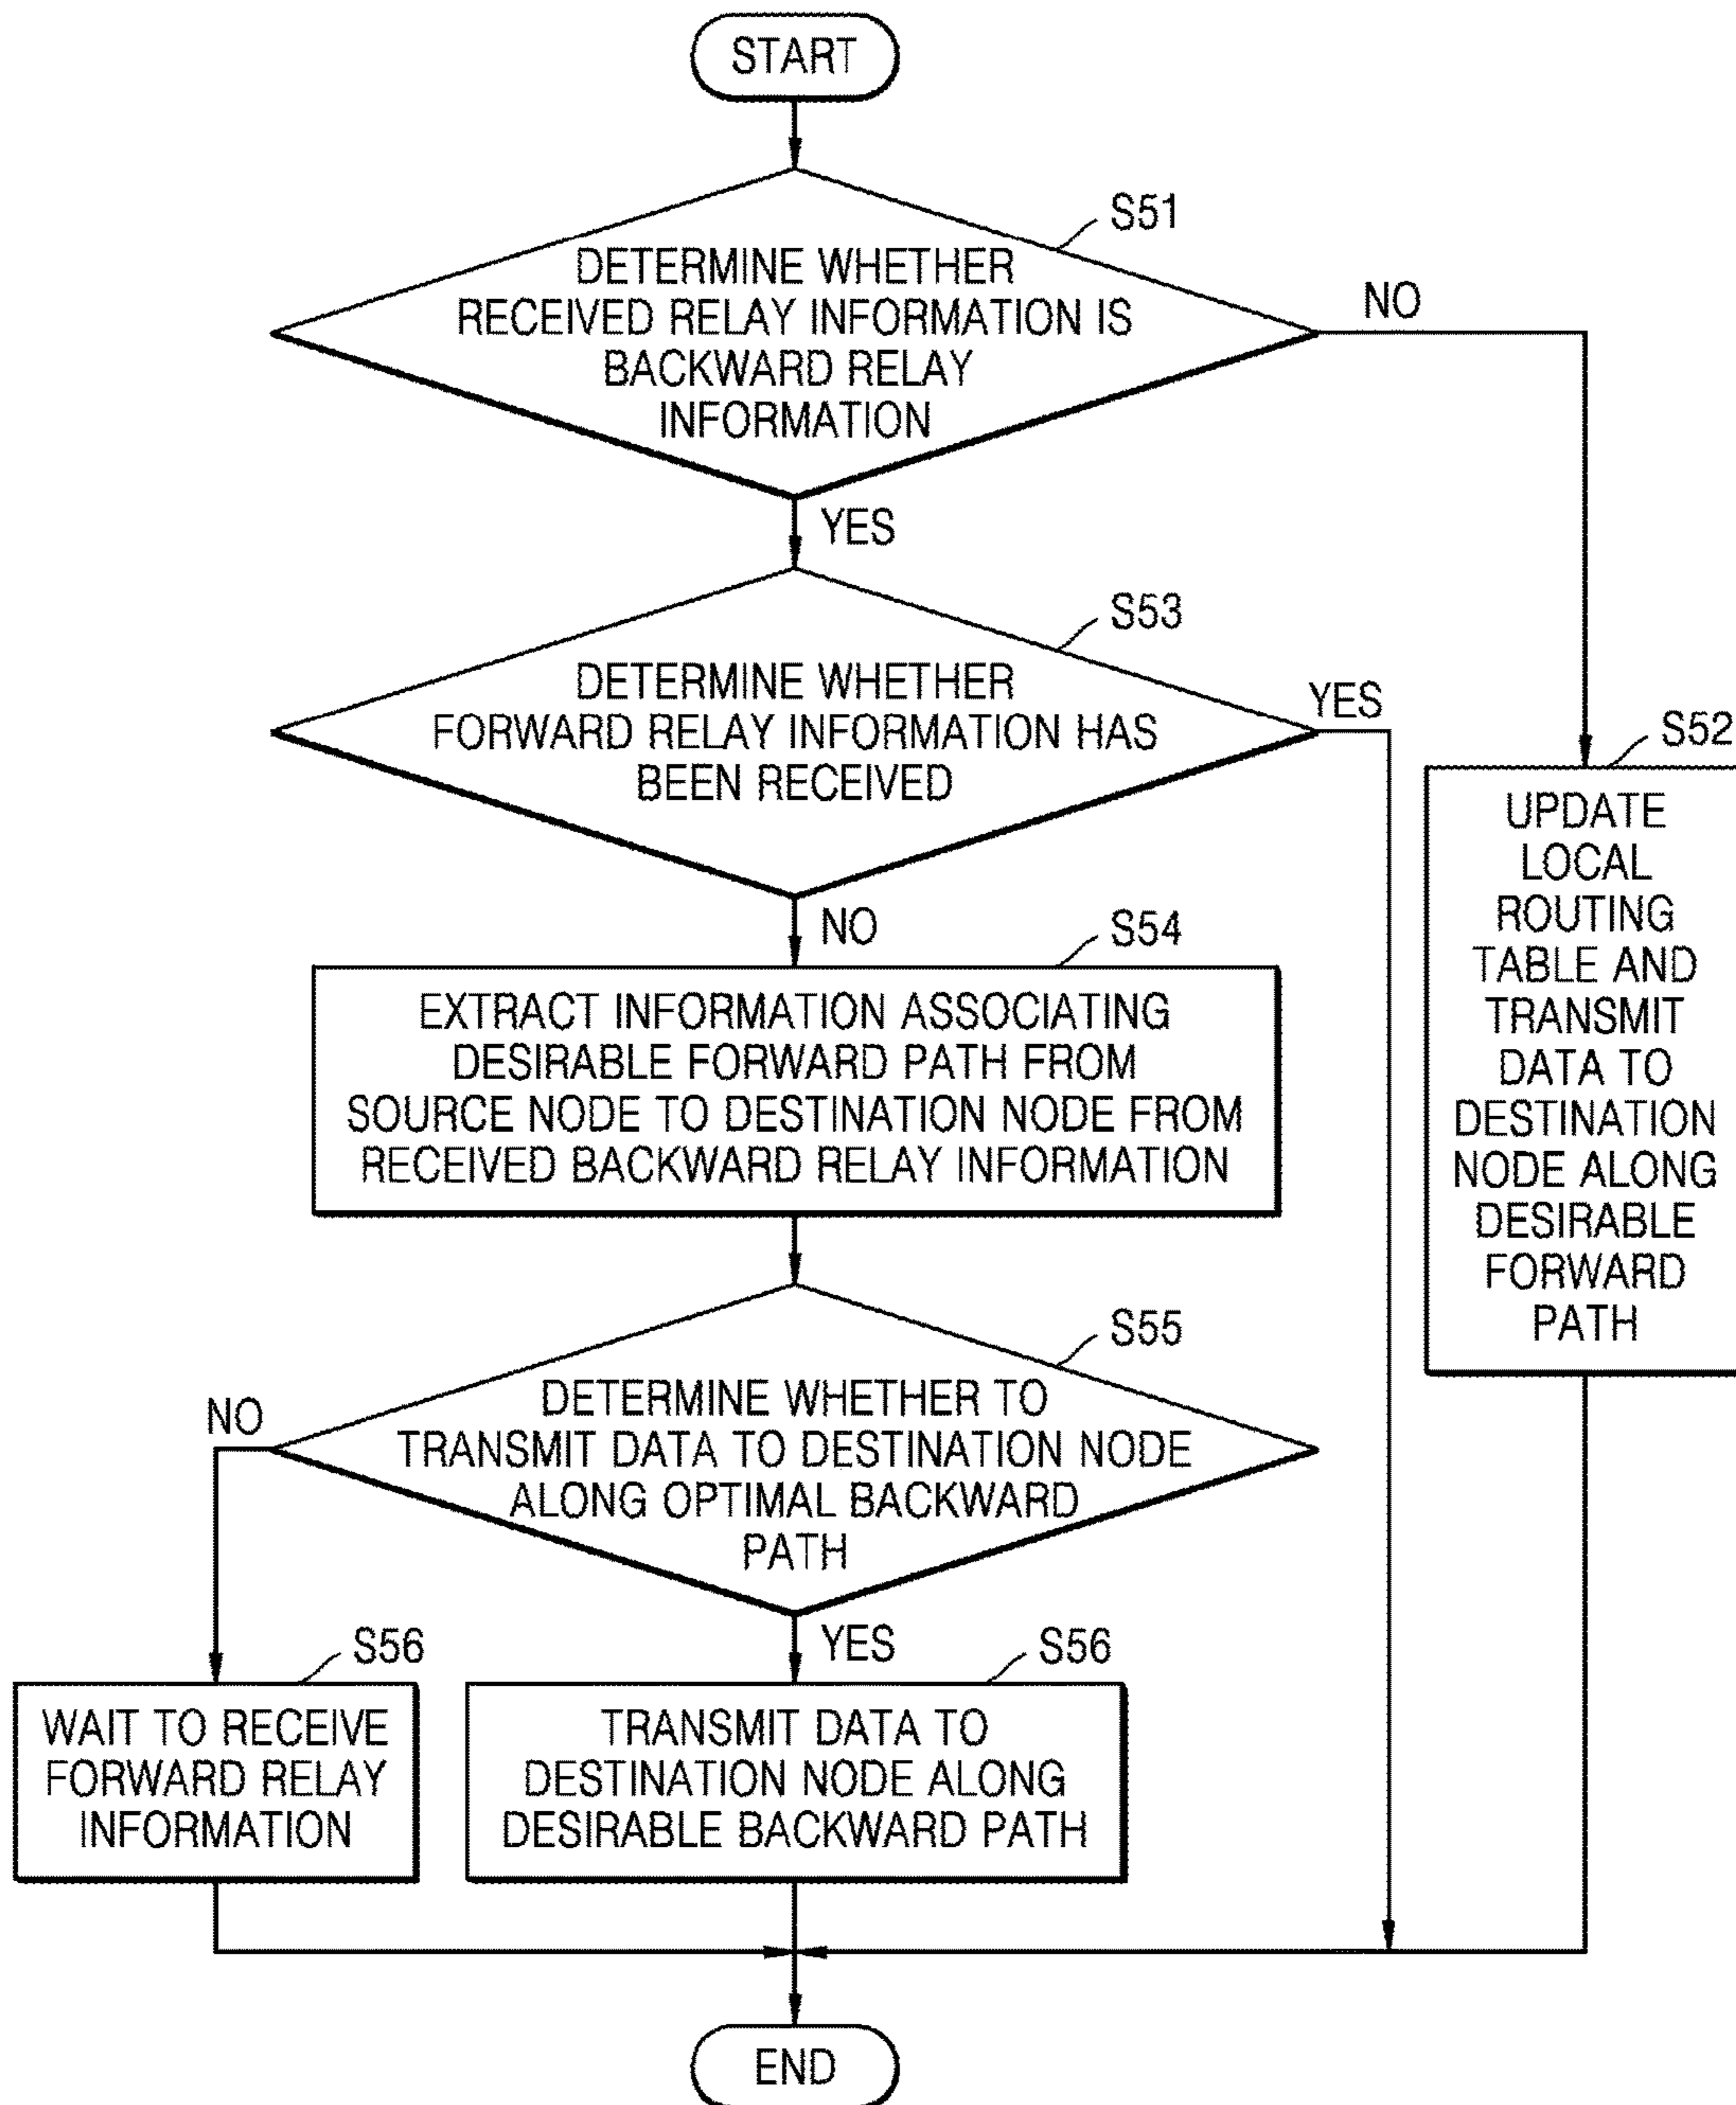 START
S51
DETERMINE WHETHER
RECEIVED RELAY INFORMATION IS
BACKWARD RELAY
INFORMATION
NO
YES
S53
DETERMINE WHETHER
FORWARD RELAY INFORMATION HAS
BEEN RECEIVED
YES
S52
UPDATE
LOCAL
ROUTING
TABLE AND
TRANSMIT
DATA TO
DESTINATION
NODE ALONG
DESIRABLE
FORWARD
PATH
NO
S54
EXTRACT INFORMATION ASSOCIATING
DESIRABLE FORWARD PATH FROM
SOURCE NODE TO DESTINATION NODE FROM
RECEIVED BACKWARD RELAY INFORMATION
S55
DETERMINE WHETHER TO
TRANSMIT DATA TO DESTINATION NODE
ALONG OPTIMAL BACKWARD
PATH
NO
YES
S56
WAIT TO RECEIVE
FORWARD RELAY
INFORMATION
S56
TRANSMIT DATA TO
DESTINATION NODE ALONG
DESIRABLE BACKWARD PATH
END